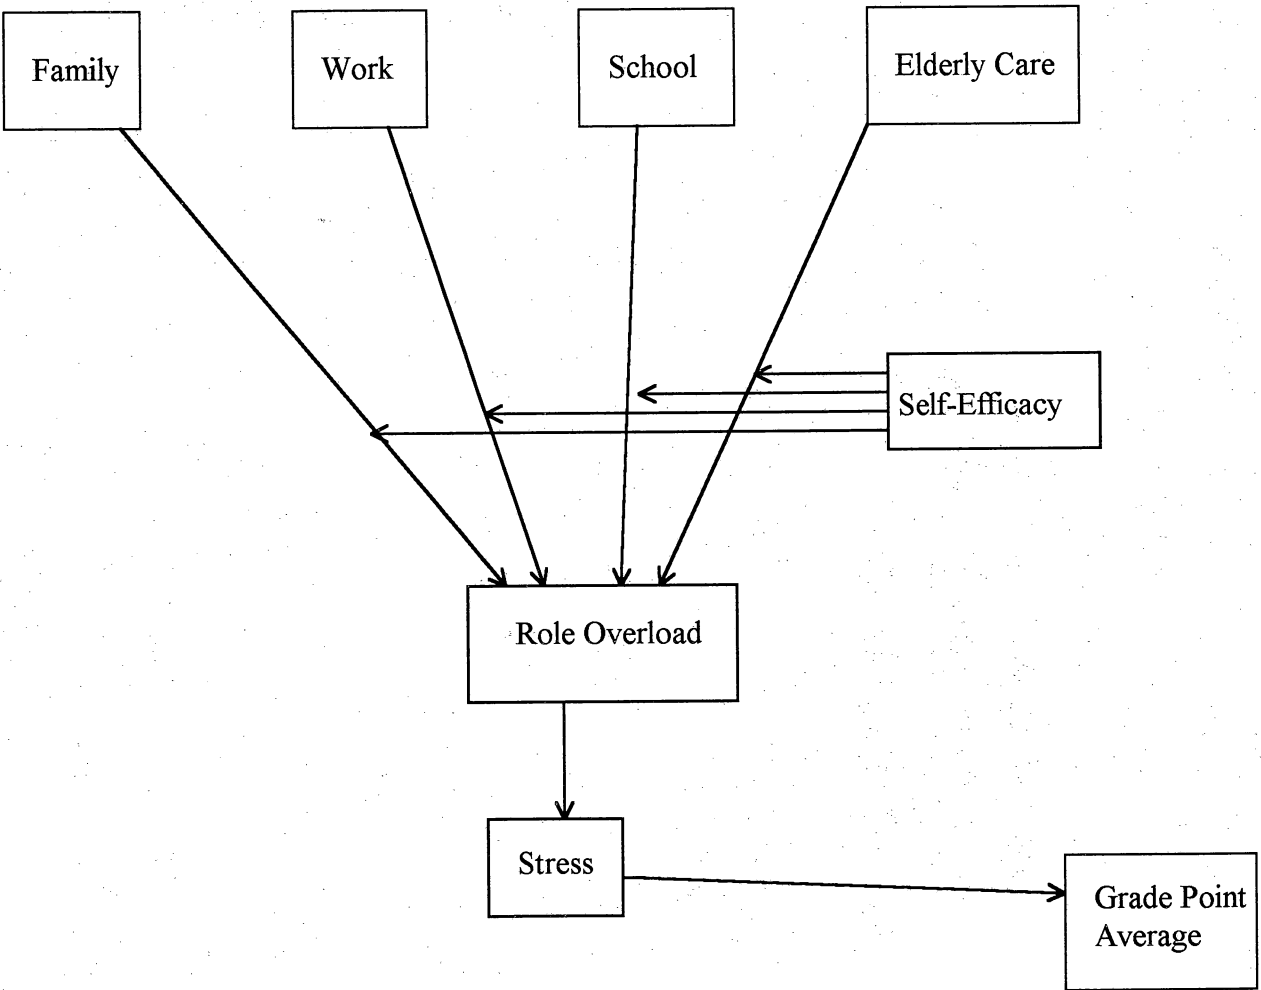 Family
Work
School
Elderly Care
Self-Efficacy
Role Overload
Stress
Grade Point
Average